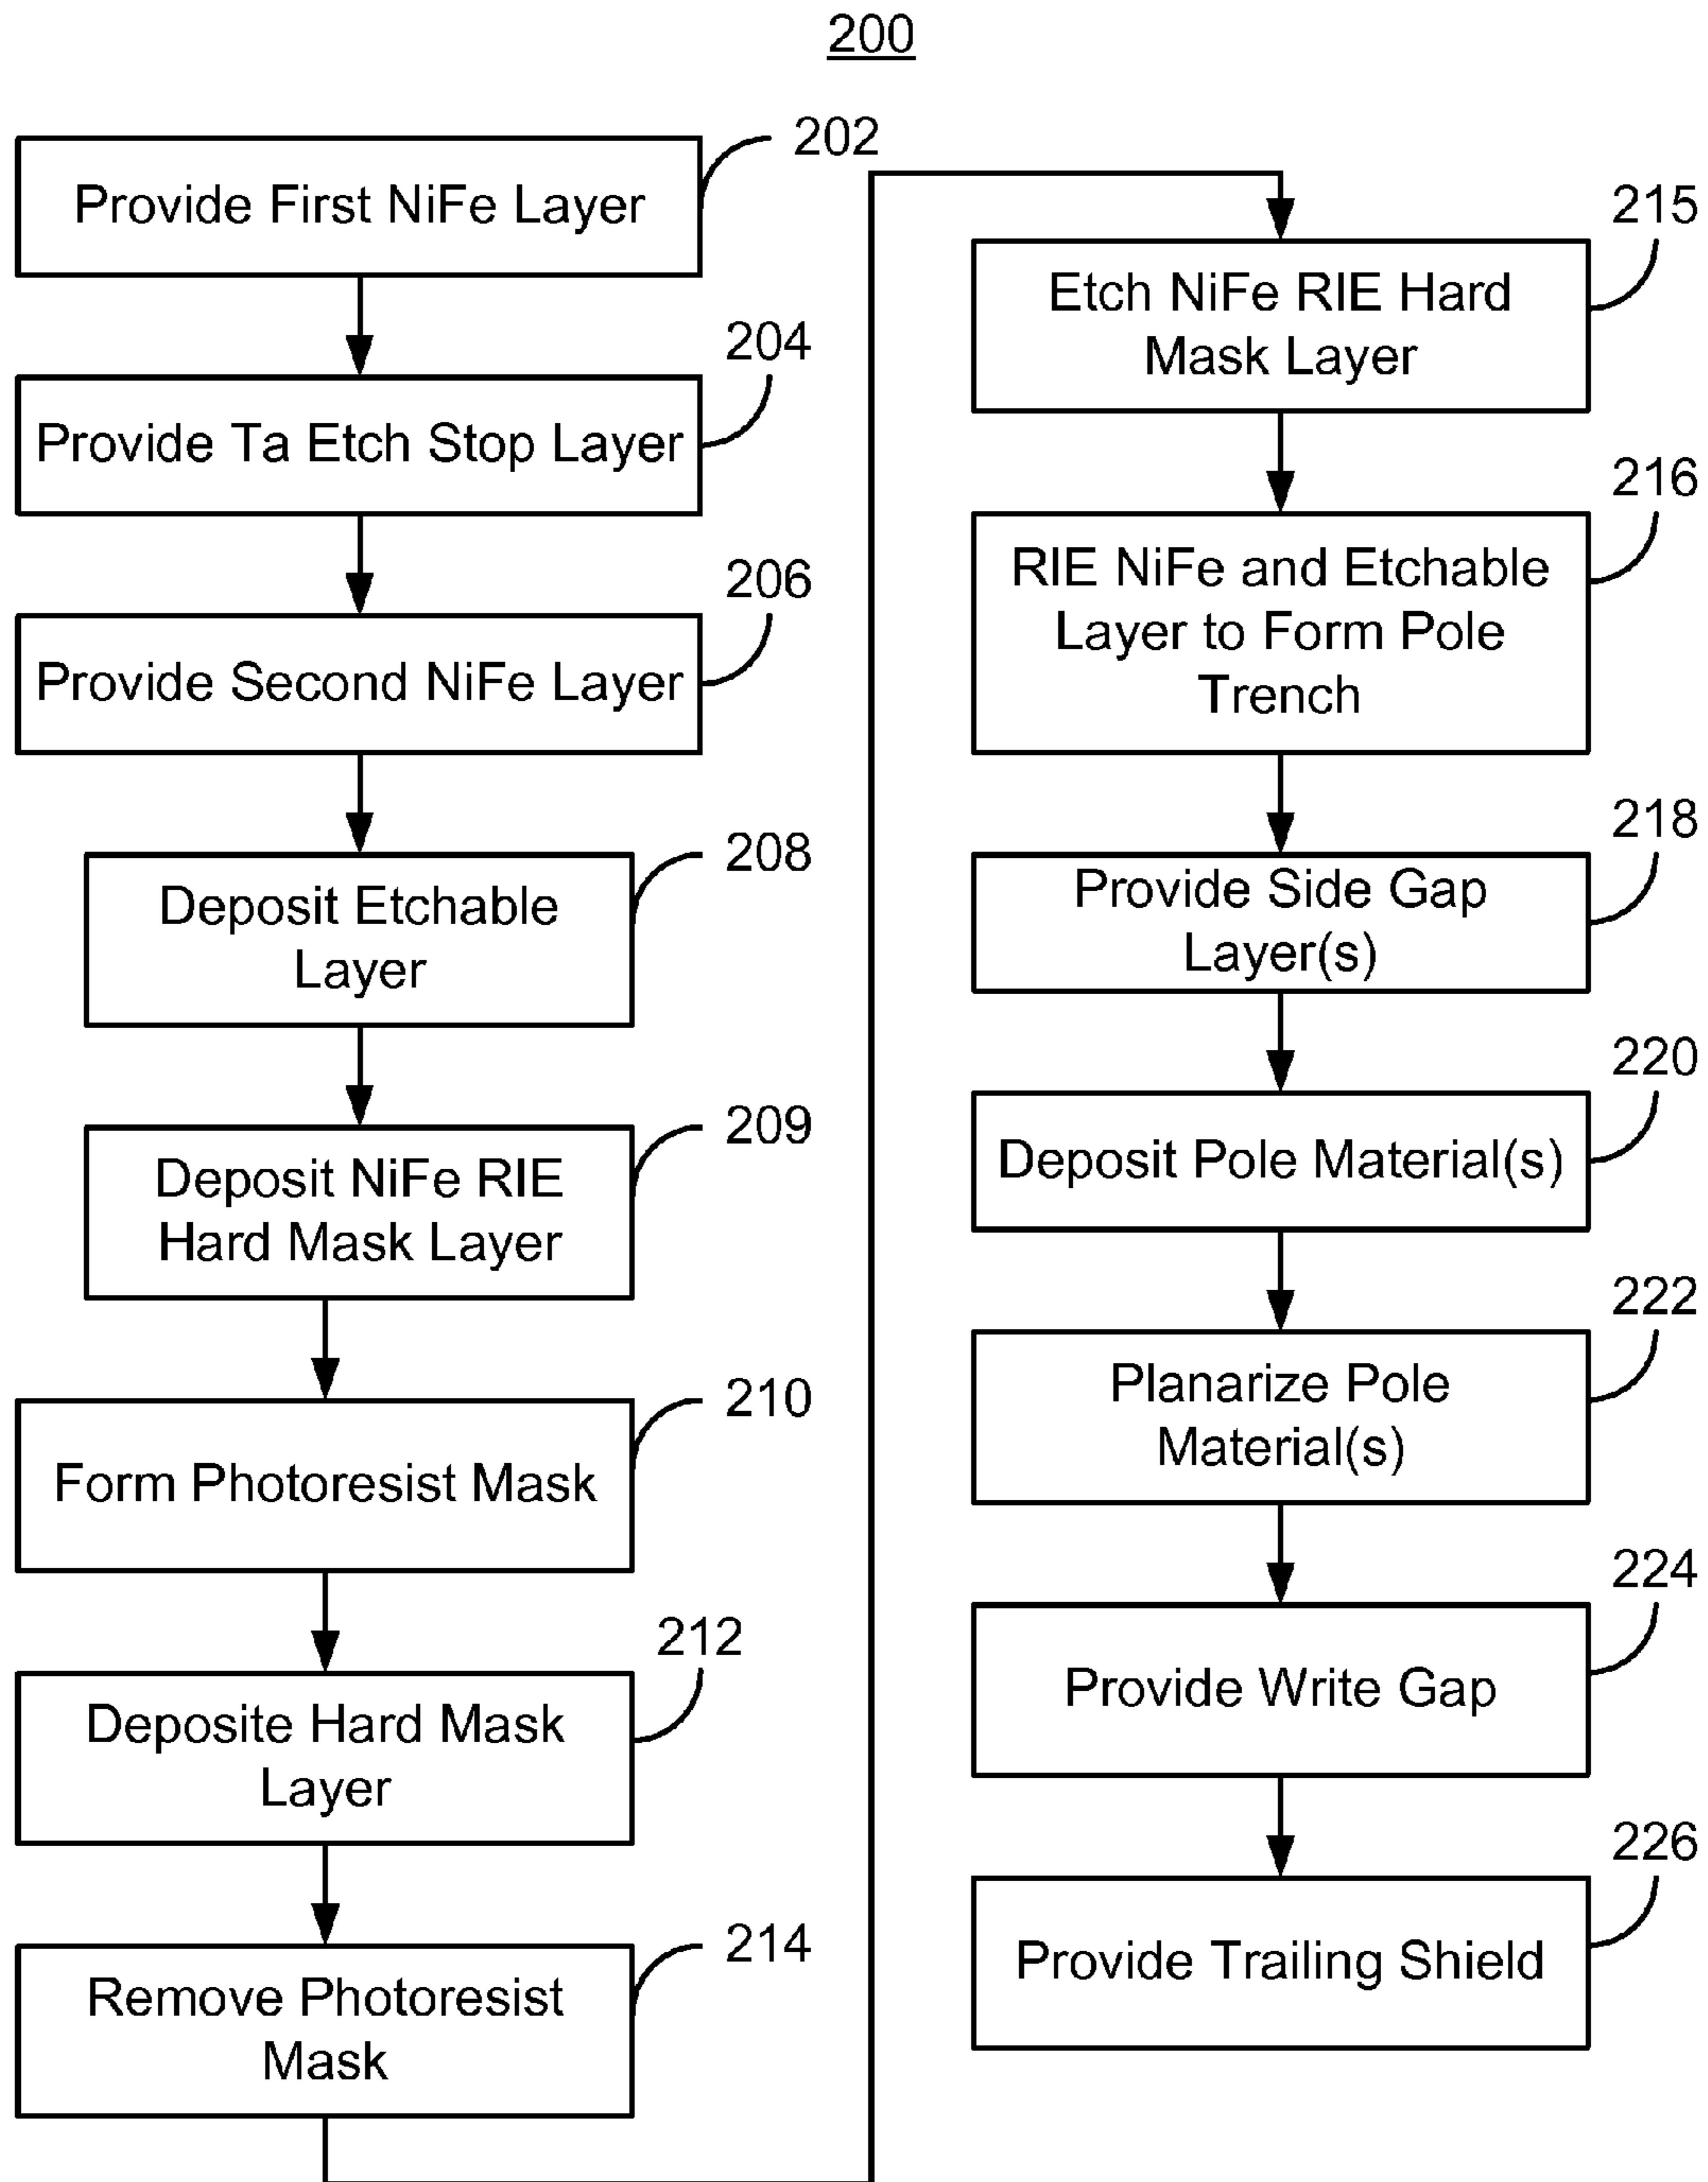 200
202
Provide First NiFe Layer
204
Provide Ta Etch Stop Layer
206
Provide Second NiFe Layer
208
Deposit Etchable
Layer
209
Deposit NiFe RIE
Hard Mask Layer
210
Form Photoresist Mask
212
Deposite Hard Mask
Layer
214
Remove Photoresist
Mask
215
Etch NiFe RIE Hard
Mask Layer
216
RIE NiFe and Etchable
Layer to Form Pole
Trench
218
Provide Side Gap
Layer(s)
220
Deposit Pole Material(s)
222
Planarize Pole
Material(s)
224
Provide Write Gap
226
Provide Trailing Shield